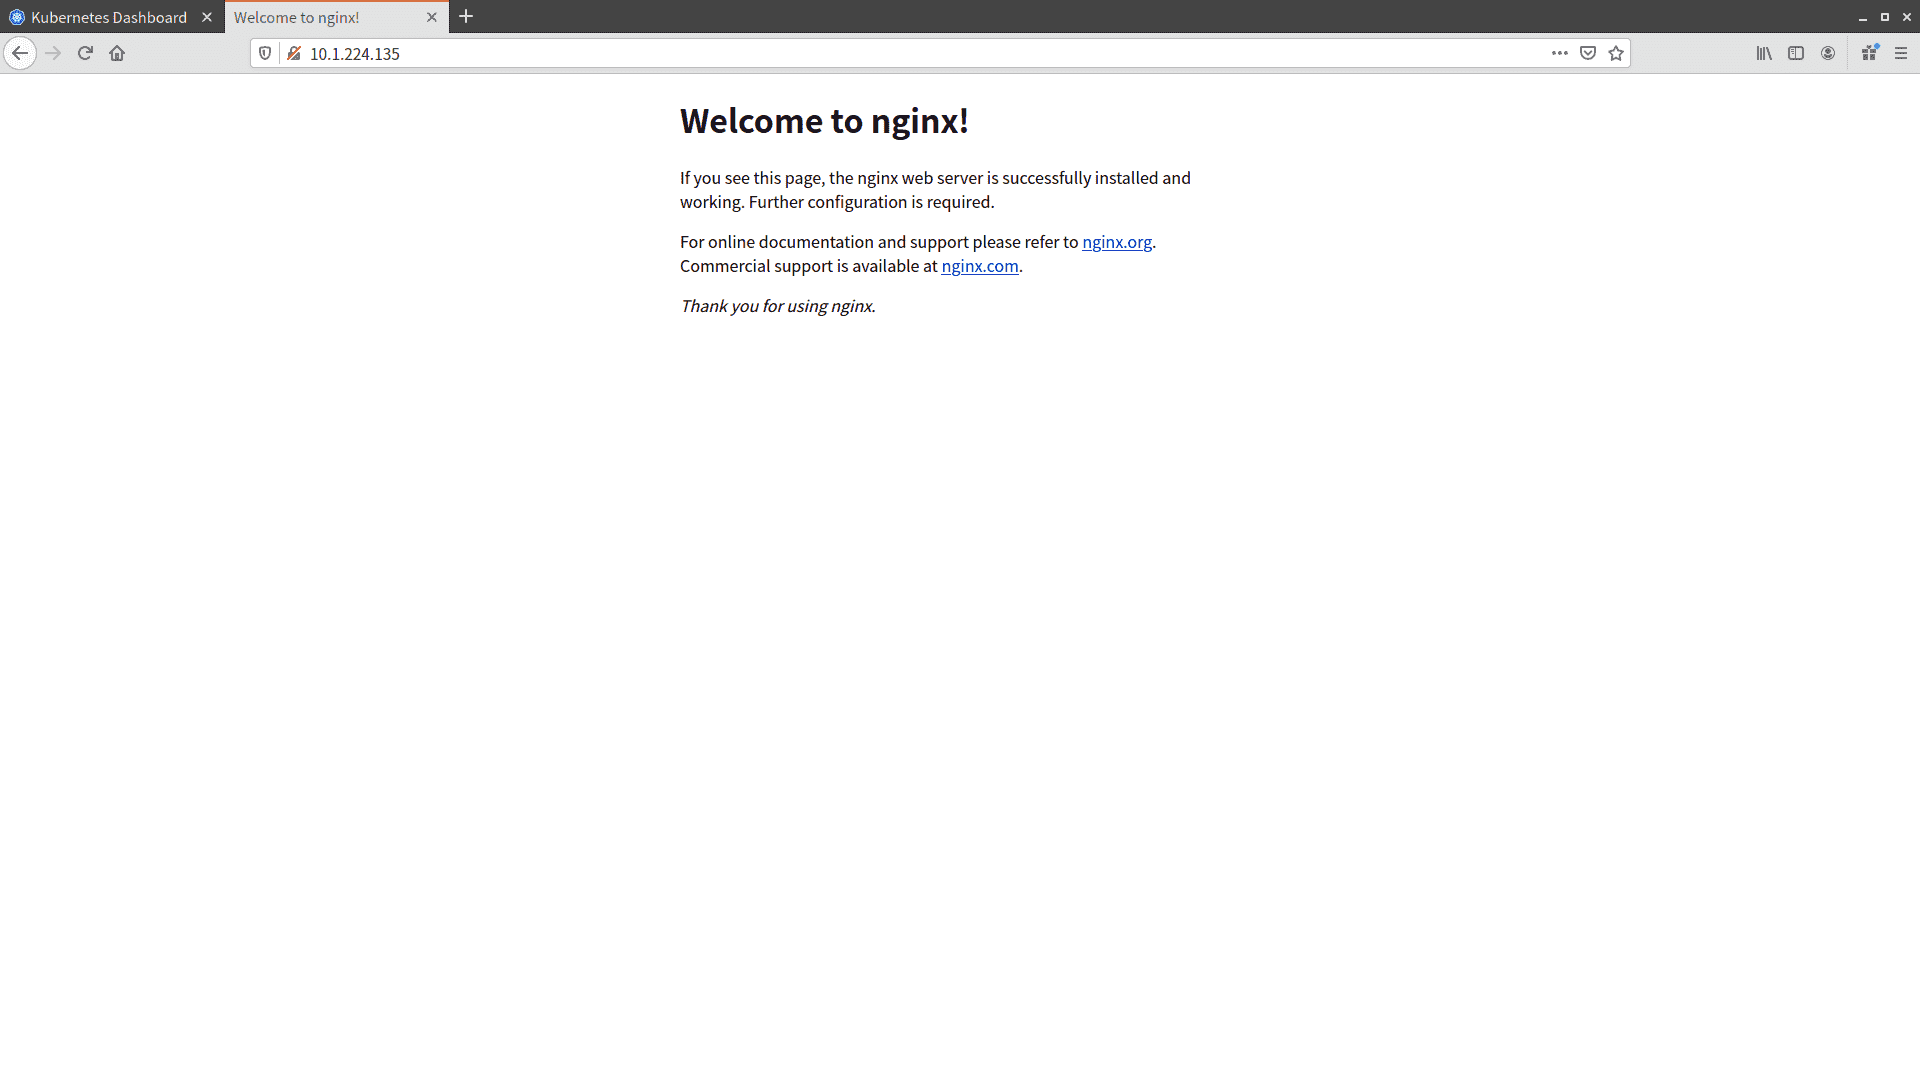 Kubernetes Dashboard
Welcome to nginx!
10.1.224.135
Welcome to nginx!
If you see this page, the nginx web server is successfully installed and
working. Further configuration is required.
For online documentation and support please refer to nginx.org.
Commercial support is available at nginx.com.
Thank you for using nginx.